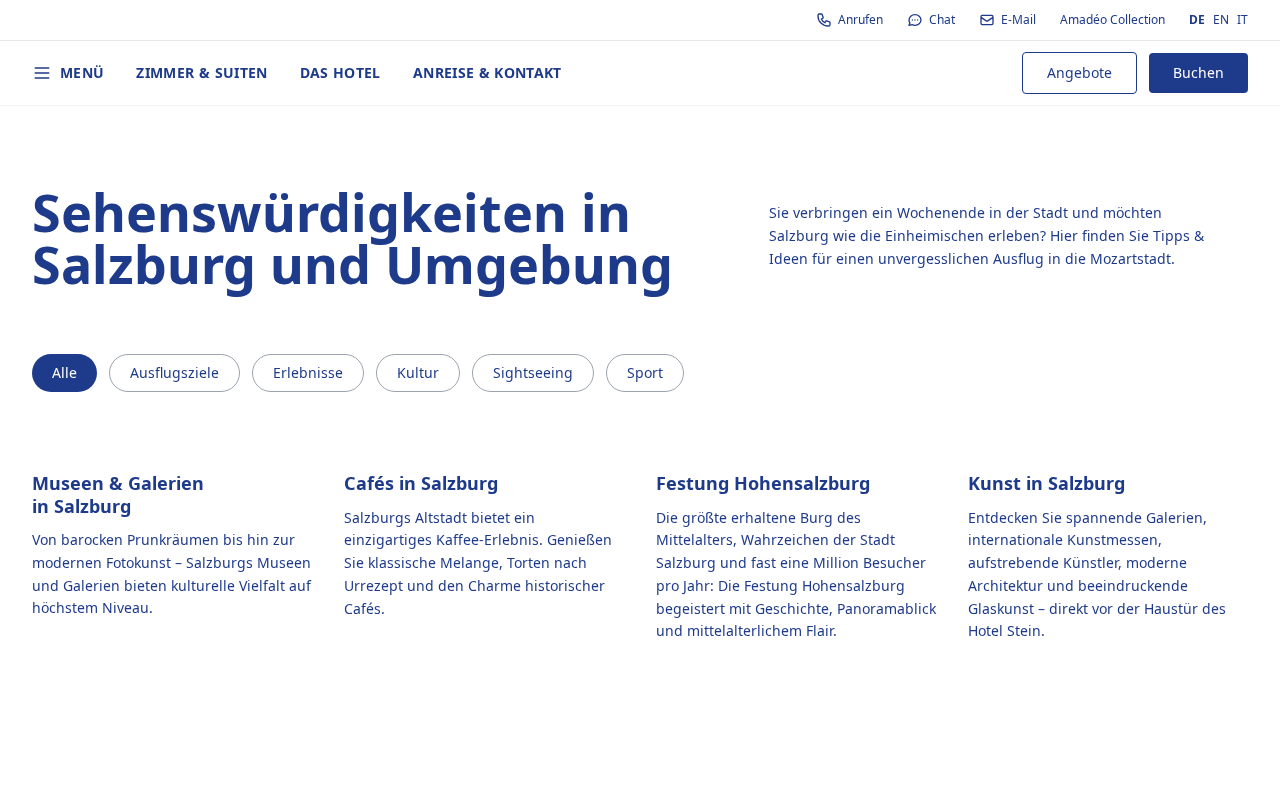 Anrufen Chat E-Mail Amadéo Collection DE EN IT
MENÜ ZIMMER & SUITEN DAS HOTEL ANREISE & KONTAKT Angebote Buchen
Sehenswürdigkeiten in
Salzburg und Umgebung
Sie verbringen ein Wochenende in der Stadt und möchten
Salzburg wie die Einheimischen erleben? Hier finden Sie Tipps &
Ideen für einen unvergesslichen Ausflug in die Mozartstadt.
Alle Ausflugsziele Erlebnisse Kultur Sightseeing Sport
Museen & Galerien
in Salzburg
Von barocken Prunkräumen bis hin zur
modernen Fotokunst – Salzburgs Museen
und Galerien bieten kulturelle Vielfalt auf
höchstem Niveau.
Cafés in Salzburg
Salzburgs Altstadt bietet ein
einzigartiges Kaffee-Erlebnis. Genießen
Sie klassische Melange, Torten nach
Urrezept und den Charme historischer
Cafés.
Festung Hohensalzburg
Die größte erhaltene Burg des
Mittelalters, Wahrzeichen der Stadt
Salzburg und fast eine Million Besucher
pro Jahr: Die Festung Hohensalzburg
begeistert mit Geschichte, Panoramablick
und mittelalterlichem Flair.
Kunst in Salzburg
Entdecken Sie spannende Galerien,
internationale Kunstmessen,
aufstrebende Künstler, moderne
Architektur und beeindruckende
Glaskunst – direkt vor der Haustür des
Hotel Stein.